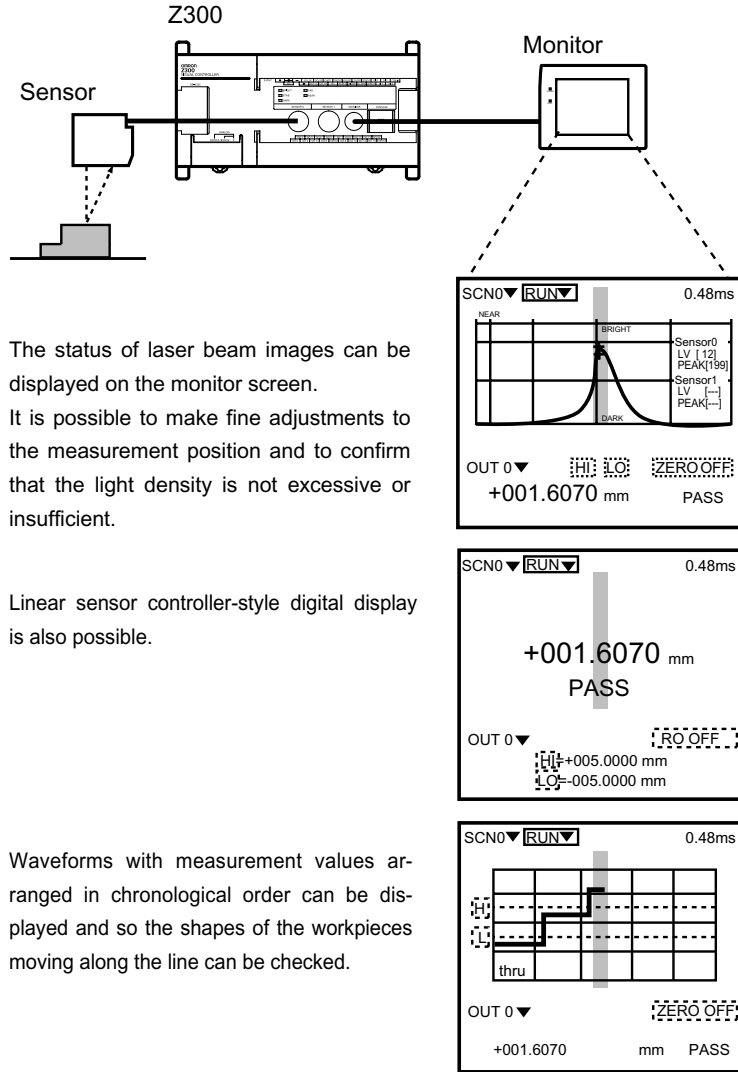 Z300
Monitor
Sensor
OMRON
Z300
VISUAL CONTROLLER
SCN0▼ RUN▼ 0.48ms
NEAR
BRIGHT
Sensor0
LV [ 12]
PEAK[199]
Sensor1
LV [---]
PEAK[---]
DARK
OUT 0▼ HI LO ZERO OFF
+001.6070 mm PASS
The status of laser beam images can be
displayed on the monitor screen.
It is possible to make fine adjustments to
the measurement position and to confirm
that the light density is not excessive or
insufficient.
SCN0▼ RUN▼ 0.48ms
+001.6070 mm
PASS
OUT 0▼ RO OFF
HI=+005.0000 mm
LO=-005.0000 mm
Linear sensor controller-style digital display
is also possible.
SCN0▼ RUN▼ 0.48ms
H
L
thru
OUT 0▼ ZERO OFF
+001.6070 mm PASS
Waveforms with measurement values ar-
ranged in chronological order can be dis-
played and so the shapes of the workpieces
moving along the line can be checked.